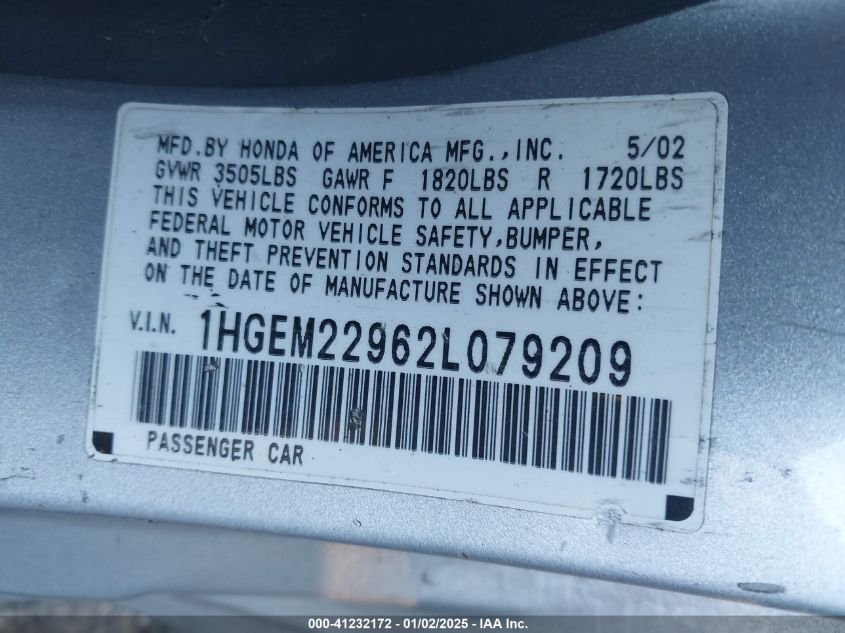 MFD.BY HONDA OF AMERICA MFG.,INC. 5/02
GVWR 3505LBS GAWR F 1820LBS R 1720LBS
THIS VEHICLE CONFORMS TO ALL APPLICABLE
FEDERAL MOTOR VEHICLE SAFETY,BUMPER,
AND THEFT PREVENTION STANDARDS IN EFFECT
ON THE DATE OF MANUFACTURE SHOWN ABOVE:
V.I.N. 1HGEM22962L079209
PASSENGER CAR
000-41232172 - 01/02/2025 - IAA Inc.